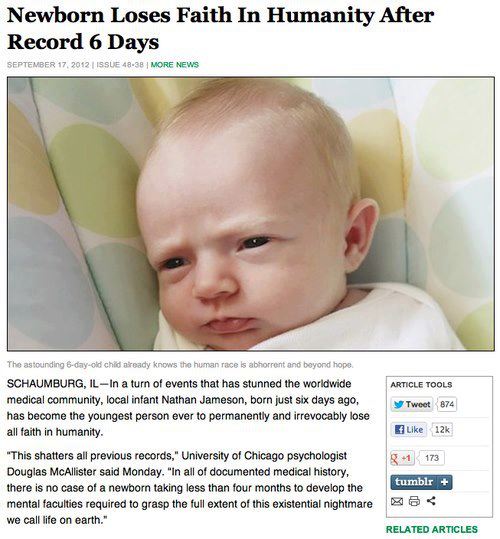 Newborn Loses Faith In Humanity After
Record 6 Days
SEPTEMBER 17, 2012 | ISSUE 48•38 | MORE NEWS
The astounding 6-day-old child already knows the human race is abhorrent and beyond hope.
SCHAUMBURG, IL—In a turn of events that has stunned the worldwide
medical community, local infant Nathan Jameson, born just six days ago,
has become the youngest person ever to permanently and irrevocably lose
all faith in humanity.
"This shatters all previous records," University of Chicago psychologist
Douglas McAllister said Monday. "In all of documented medical history,
there is no case of a newborn taking less than four months to develop the
mental faculties required to grasp the full extent of this existential nightmare
we call life on earth."
ARTICLE TOOLS
Tweet 874
Like 12k
g +1 173
tumblr. +
RELATED ARTICLES